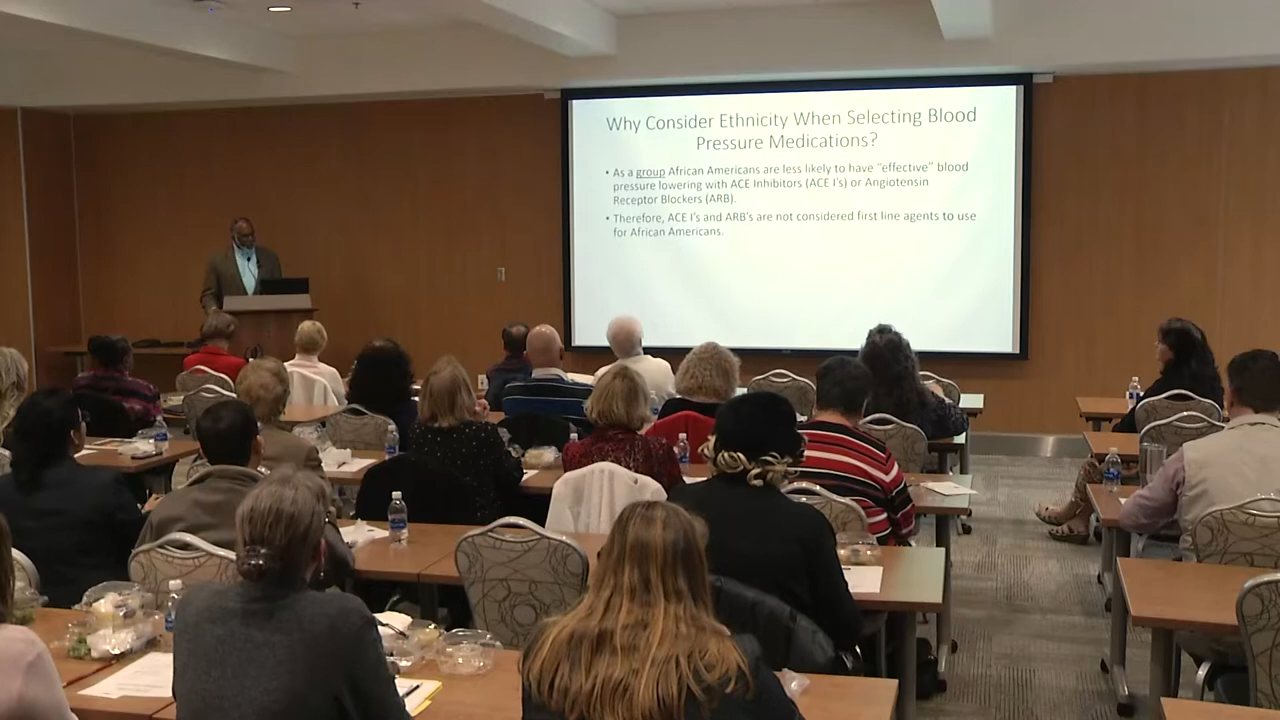 Why Consider Ethnicity When Selecting Blood
Pressure Medications?
• As a group African Americans are less likely to have "effective" blood
pressure lowering with ACE Inhibitors (ACE I's) or Angiotensin
Receptor Blockers (ARB).
• Therefore, ACE I's and ARB's are not considered first line agents to use
for African Americans.